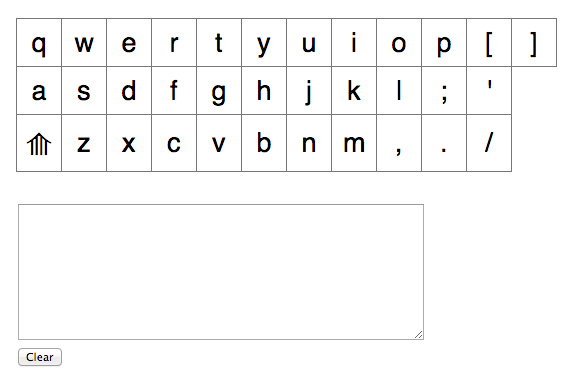 q w e r t y u i o p [ ]
a s d f g h j k l ; '
⤊ z x c v b n m , . /
Clear